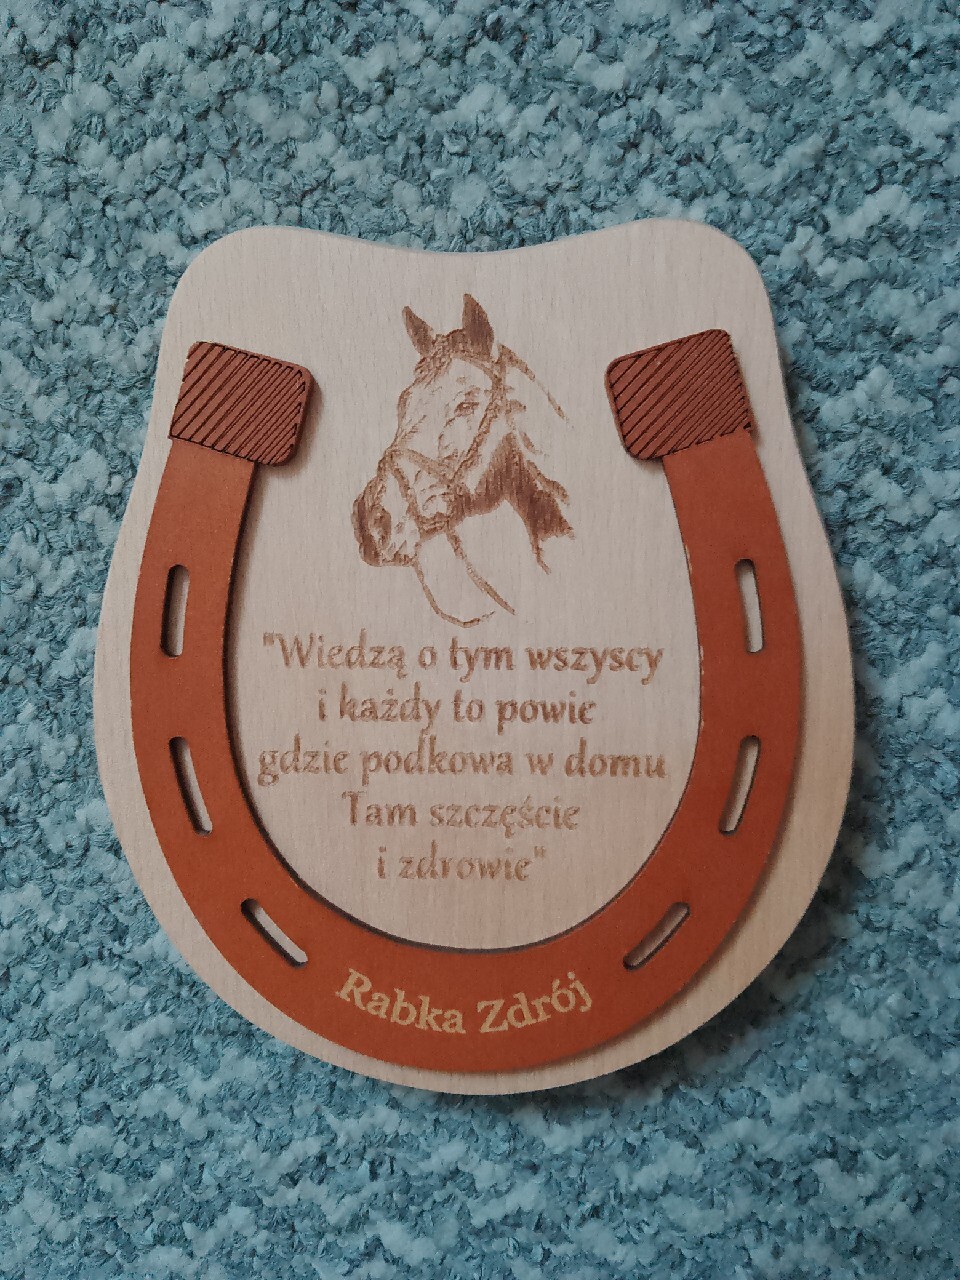 "Wiedzą o tym wszyscy
i każdy to powie
gdzie podkowa w domu
Tam szczęście
i zdrowie"
Rabka Zdrój